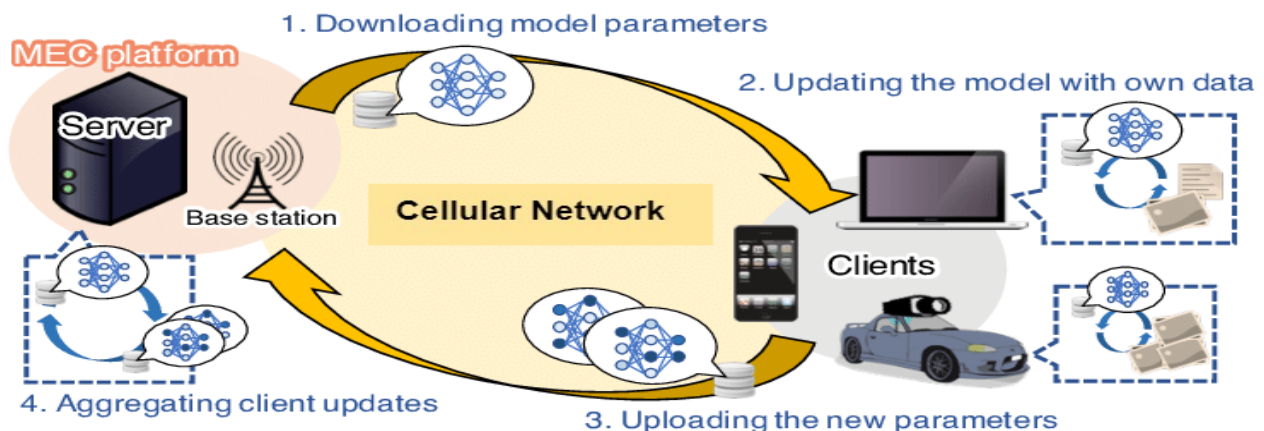 1. Downloading model parameters
MEC platform
2. Updating the model with own data
Server
Base station
Cellular Network
Clients
4. Aggregating client updates
3. Uploading the new parameters